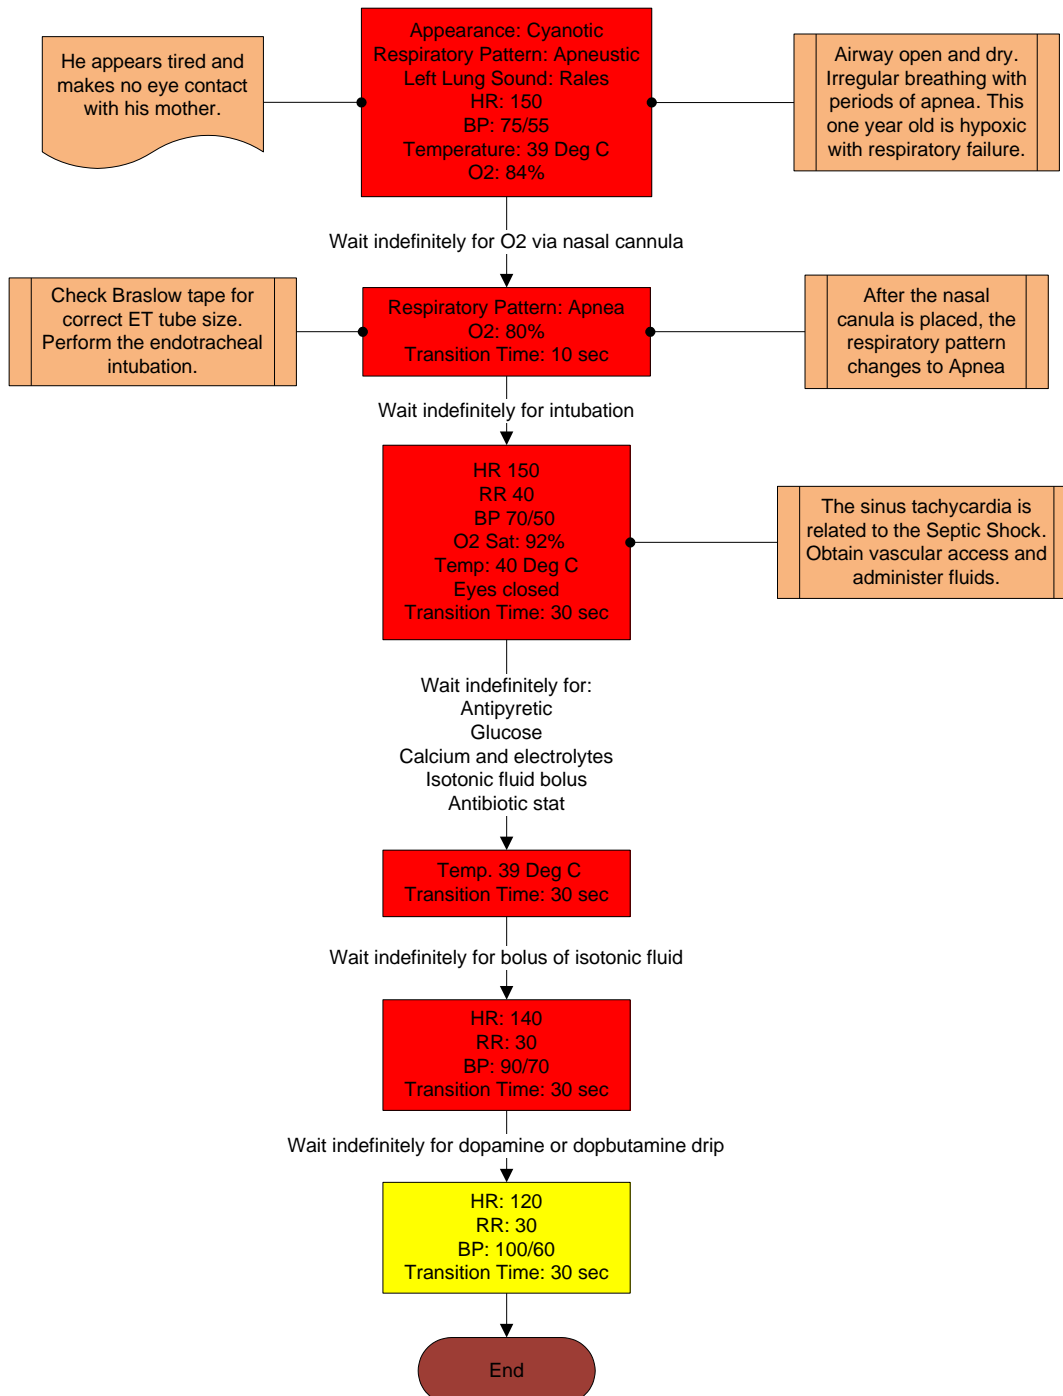 He appears tired and
makes no eye contact
with his mother.
Appearance: Cyanotic
Respiratory Pattern: Apneustic
Left Lung Sound: Rales
HR: 150
BP: 75/55
Temperature: 39 Deg C
O2: 84%
Airway open and dry.
Irregular breathing with
periods of apnea. This
one year old is hypoxic
with respiratory failure.
Wait indefinitely for O2 via nasal cannula
Check Braslow tape for
correct ET tube size.
Perform the endotracheal
intubation.
Respiratory Pattern: Apnea
O2: 80%
Transition Time: 10 sec
After the nasal
canula is placed, the
respiratory pattern
changes to Apnea
Wait indefinitely for intubation
HR 150
RR 40
BP 70/50
O2 Sat: 92%
Temp: 40 Deg C
Eyes closed
Transition Time: 30 sec
The sinus tachycardia is
related to the Septic Shock.
Obtain vascular access and
administer fluids.
Wait indefinitely for:
Antipyretic
Glucose
Calcium and electrolytes
Isotonic fluid bolus
Antibiotic stat
Temp. 39 Deg C
Transition Time: 30 sec
Wait indefinitely for bolus of isotonic fluid
HR: 140
RR: 30
BP: 90/70
Transition Time: 30 sec
Wait indefinitely for dopamine or dopbutamine drip
HR: 120
RR: 30
BP: 100/60
Transition Time: 30 sec
End